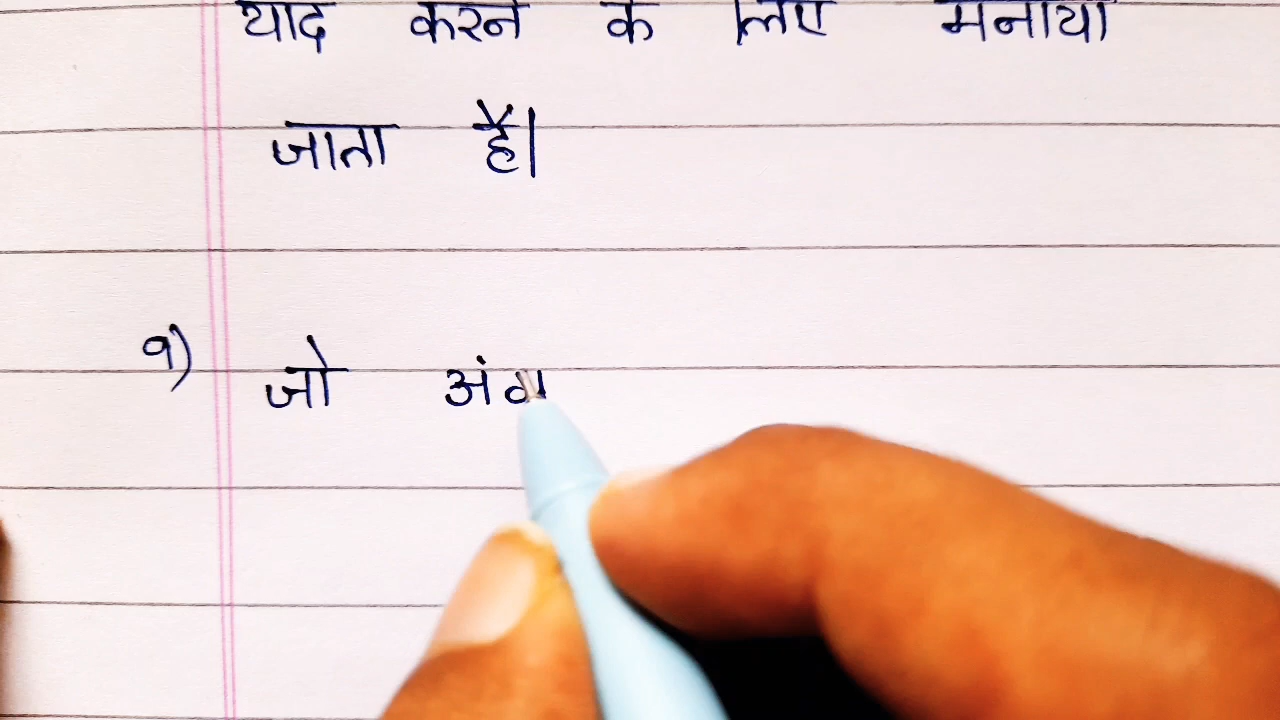 याद करने के लिए मनाया
जाता है।
9) जो